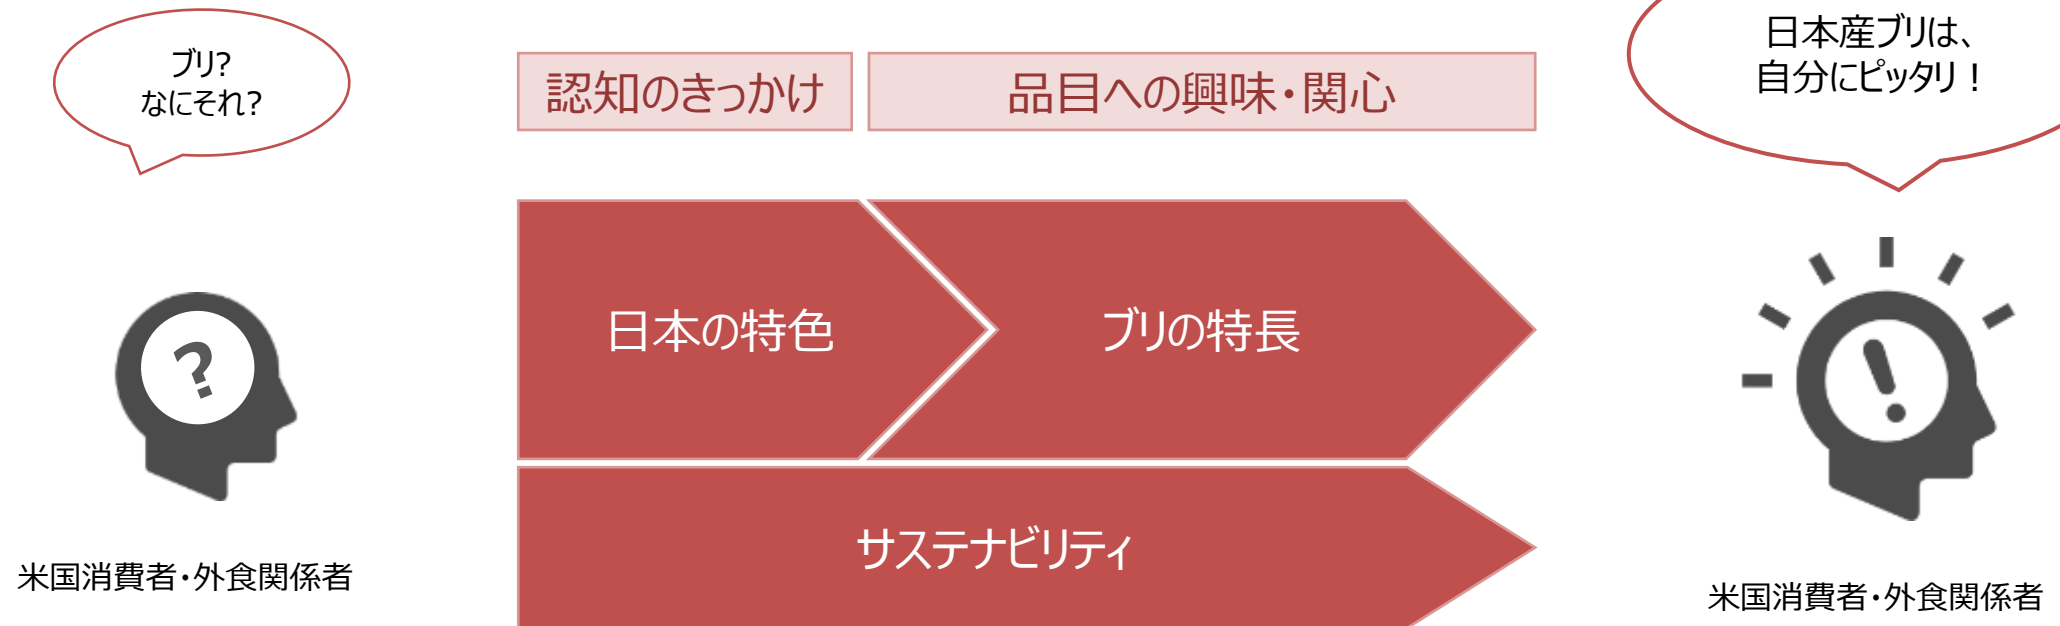 ブリ?
なにそれ?
認知のきっかけ
品目への興味・関心
日本産ブリは、
自分にピッタリ！
日本の特色
ブリの特長
サステナビリティ
?
!
米国消費者・外食関係者
米国消費者・外食関係者